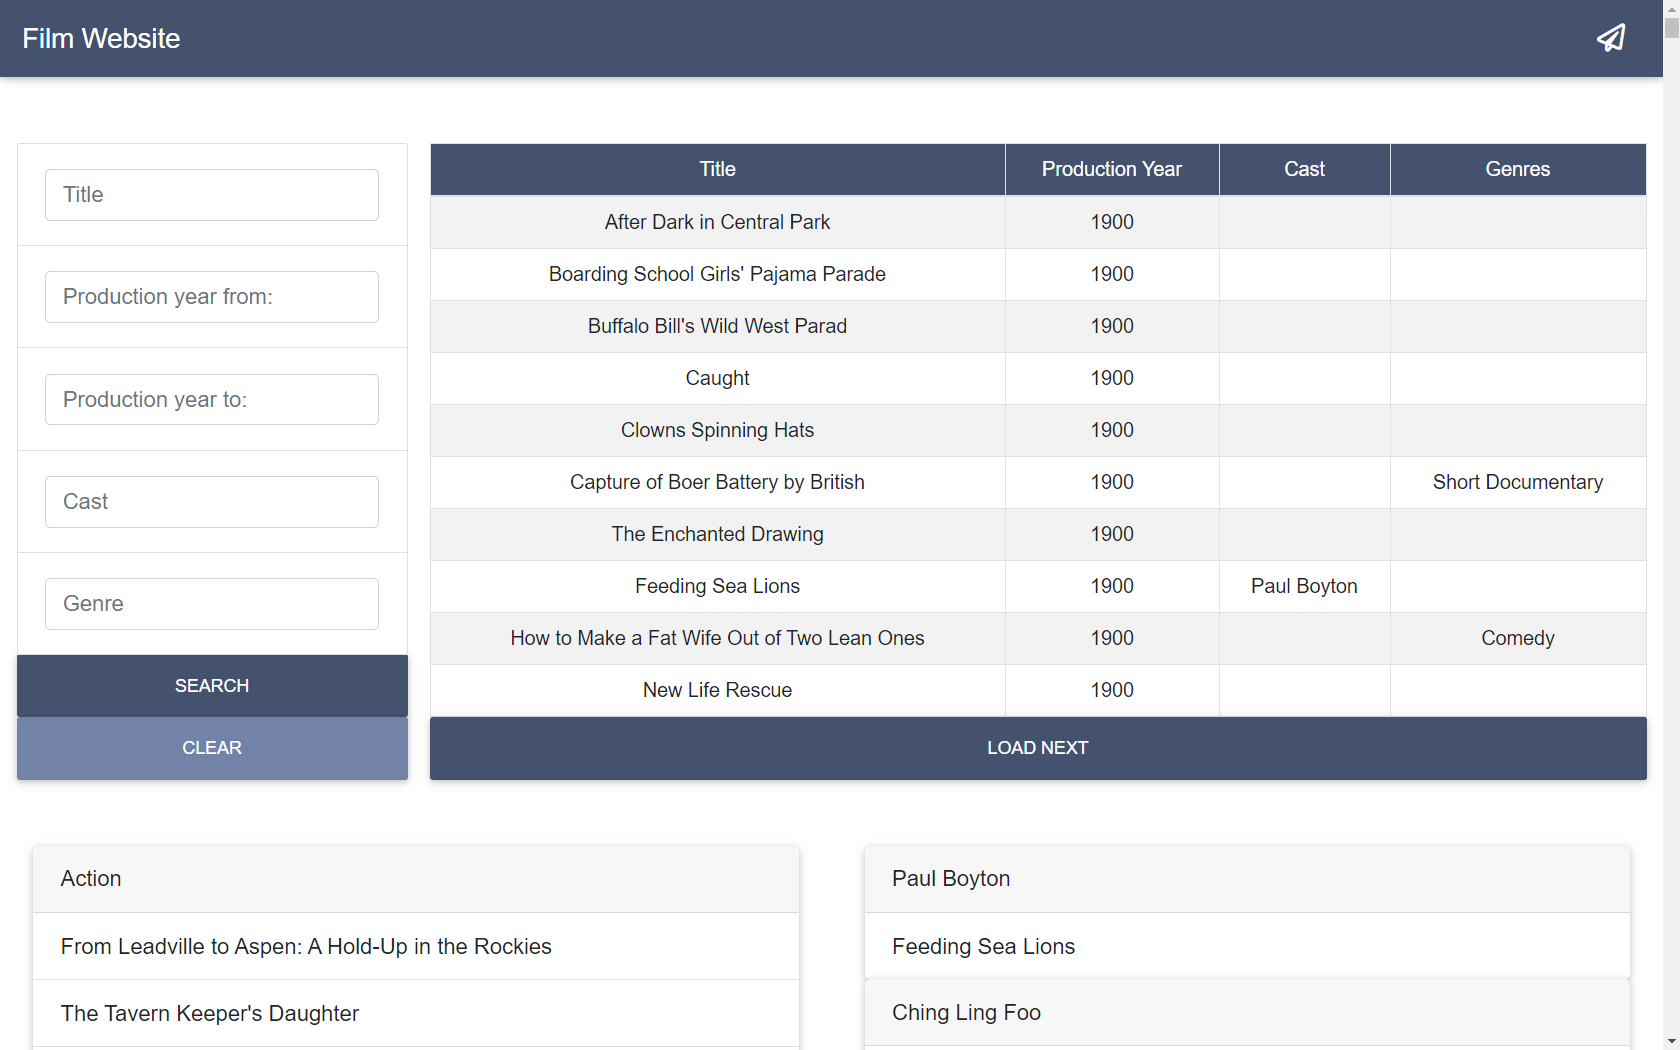 Film Website
Title
Production year from:
Production year to:
Cast
Genre
SEARCH
CLEAR
Title Production Year Cast Genres
After Dark in Central Park 1900
Boarding School Girls' Pajama Parade 1900
Buffalo Bill's Wild West Parad 1900
Caught 1900
Clowns Spinning Hats 1900
Capture of Boer Battery by British 1900 Short Documentary
The Enchanted Drawing 1900
Feeding Sea Lions 1900 Paul Boyton
How to Make a Fat Wife Out of Two Lean Ones 1900 Comedy
New Life Rescue 1900
LOAD NEXT
Action
From Leadville to Aspen: A Hold-Up in the Rockies
The Tavern Keeper's Daughter
Paul Boyton
Feeding Sea Lions
Ching Ling Foo